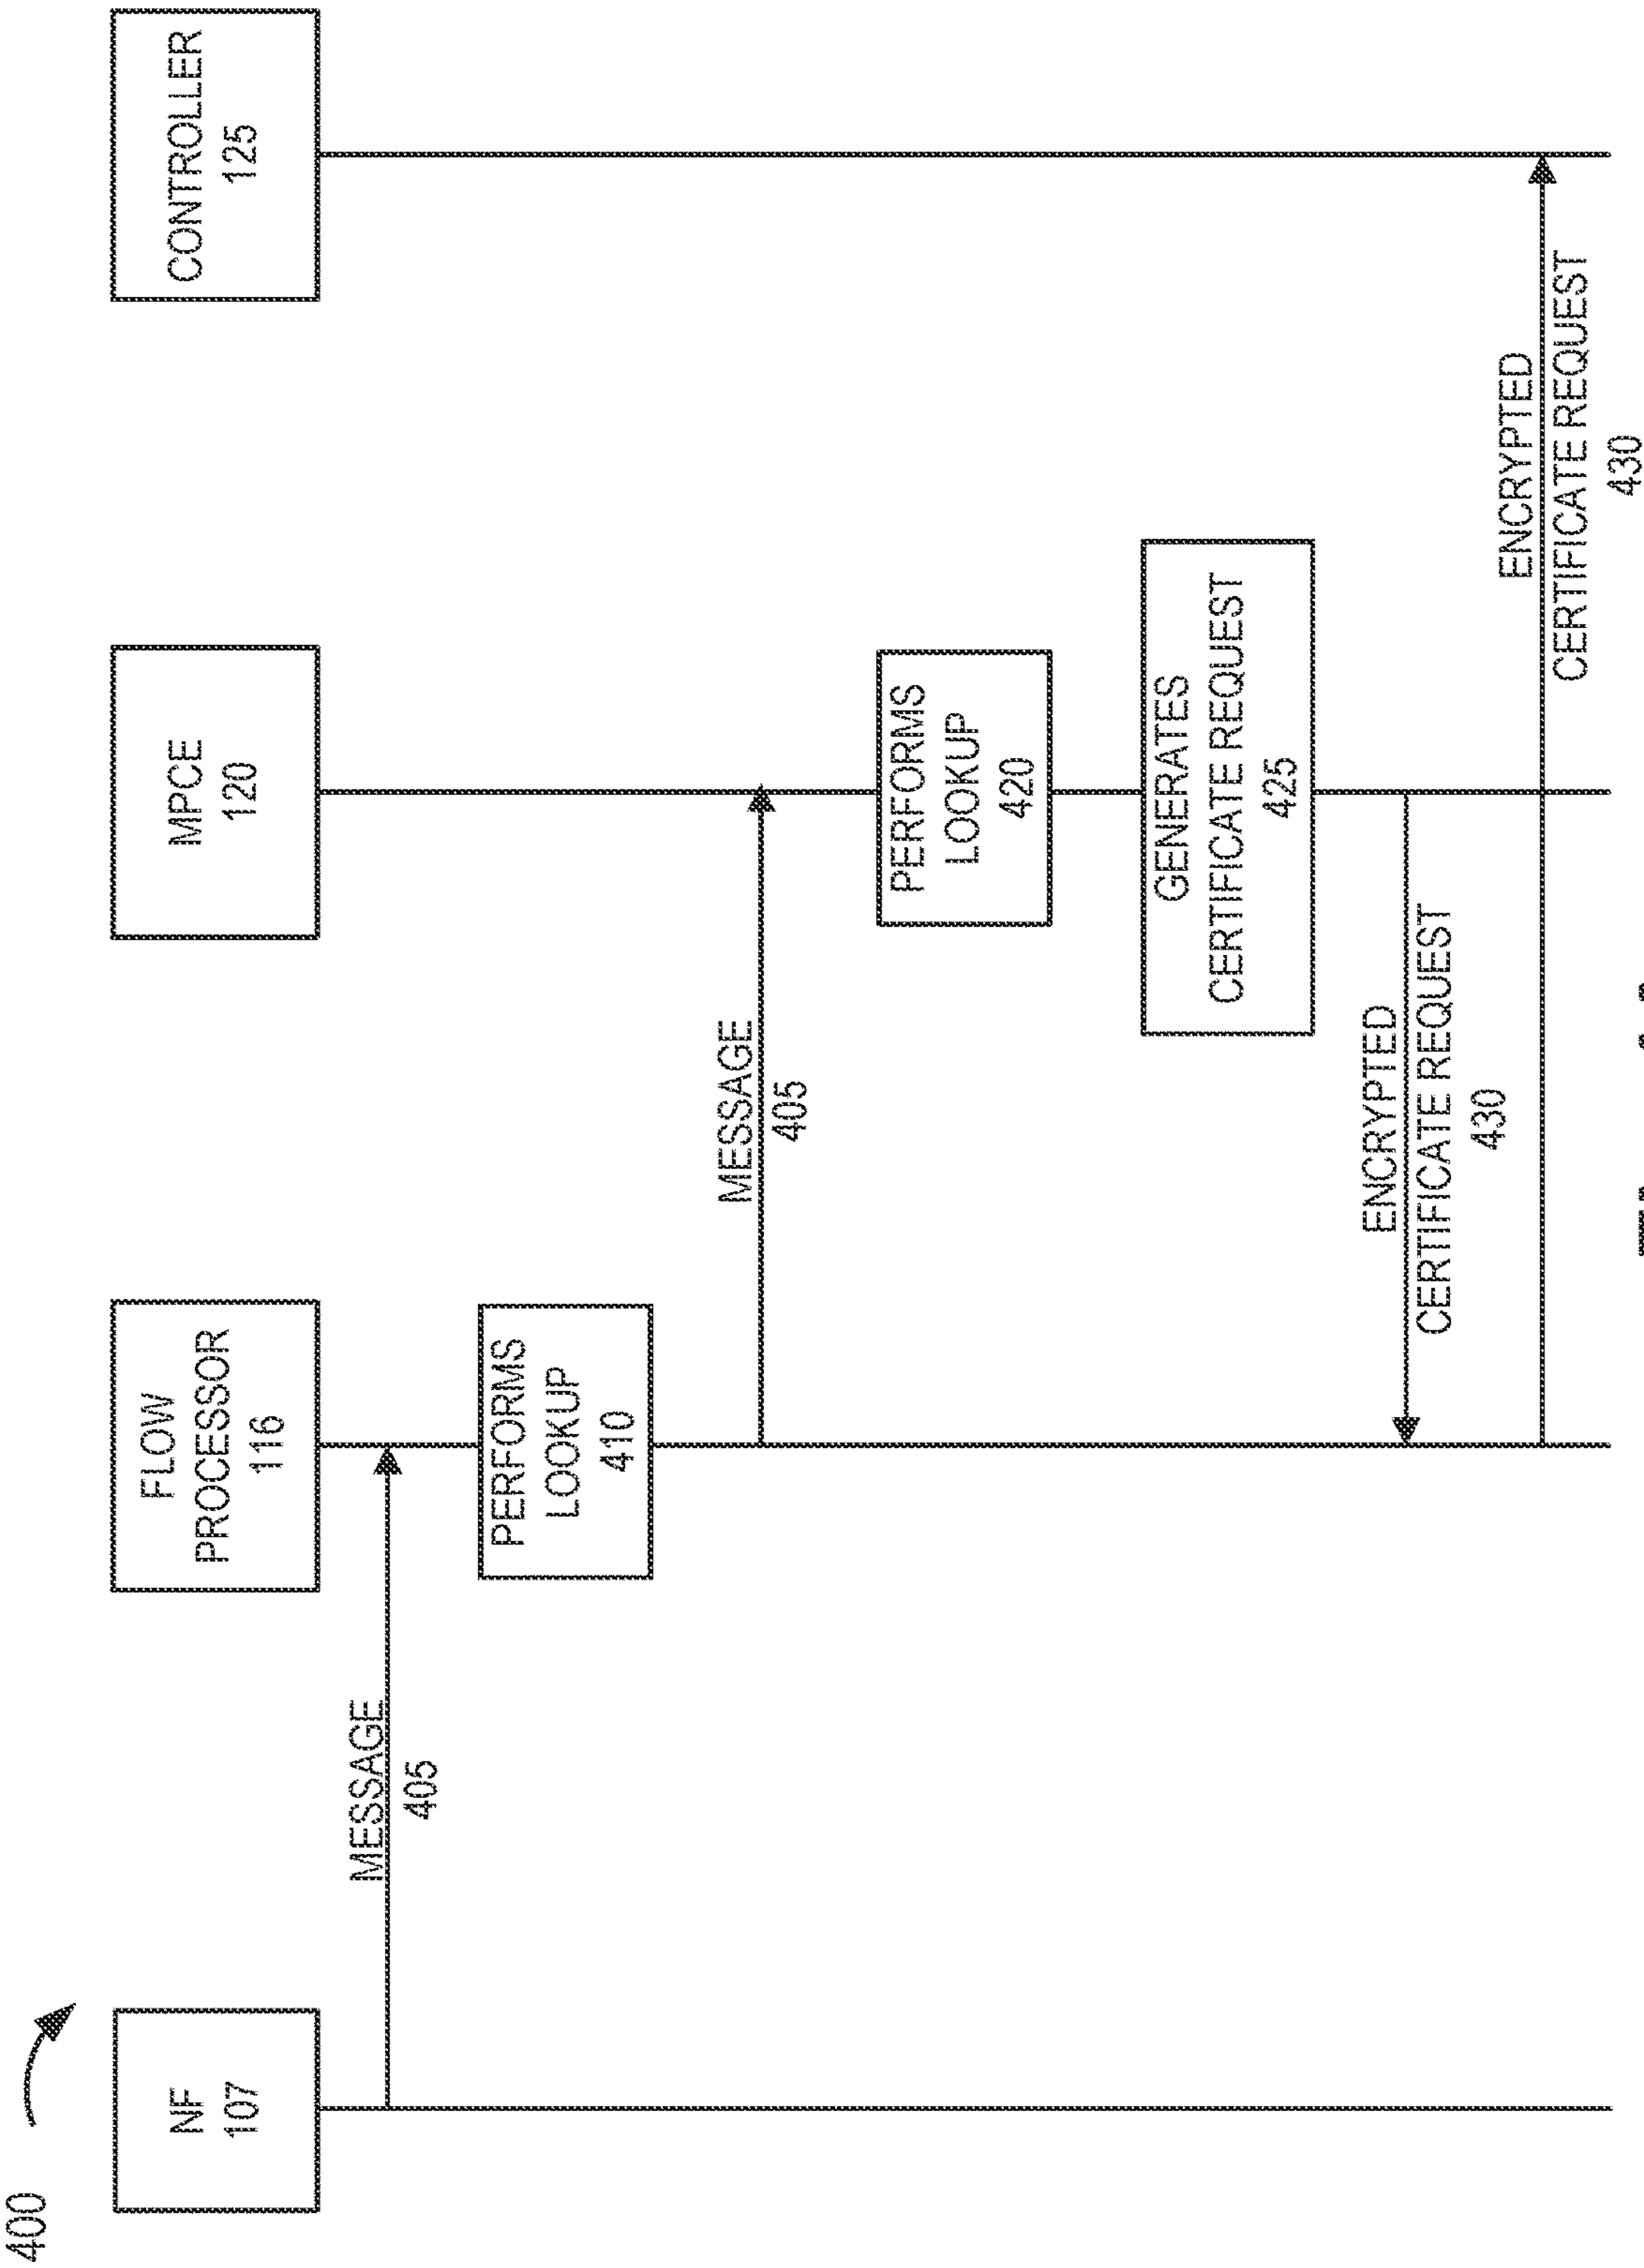 400
NF
107
FLOW
PROCESSOR
116
MPCE
120
CONTROLLER
125
MESSAGE
405
PERFORMS
LOOKUP
410
MESSAGE
405
PERFORMS
LOOKUP
420
GENERATES
CERTIFICATE REQUEST
425
ENCRYPTED
CERTIFICATE REQUEST
430
ENCRYPTED
CERTIFICATE REQUEST
430